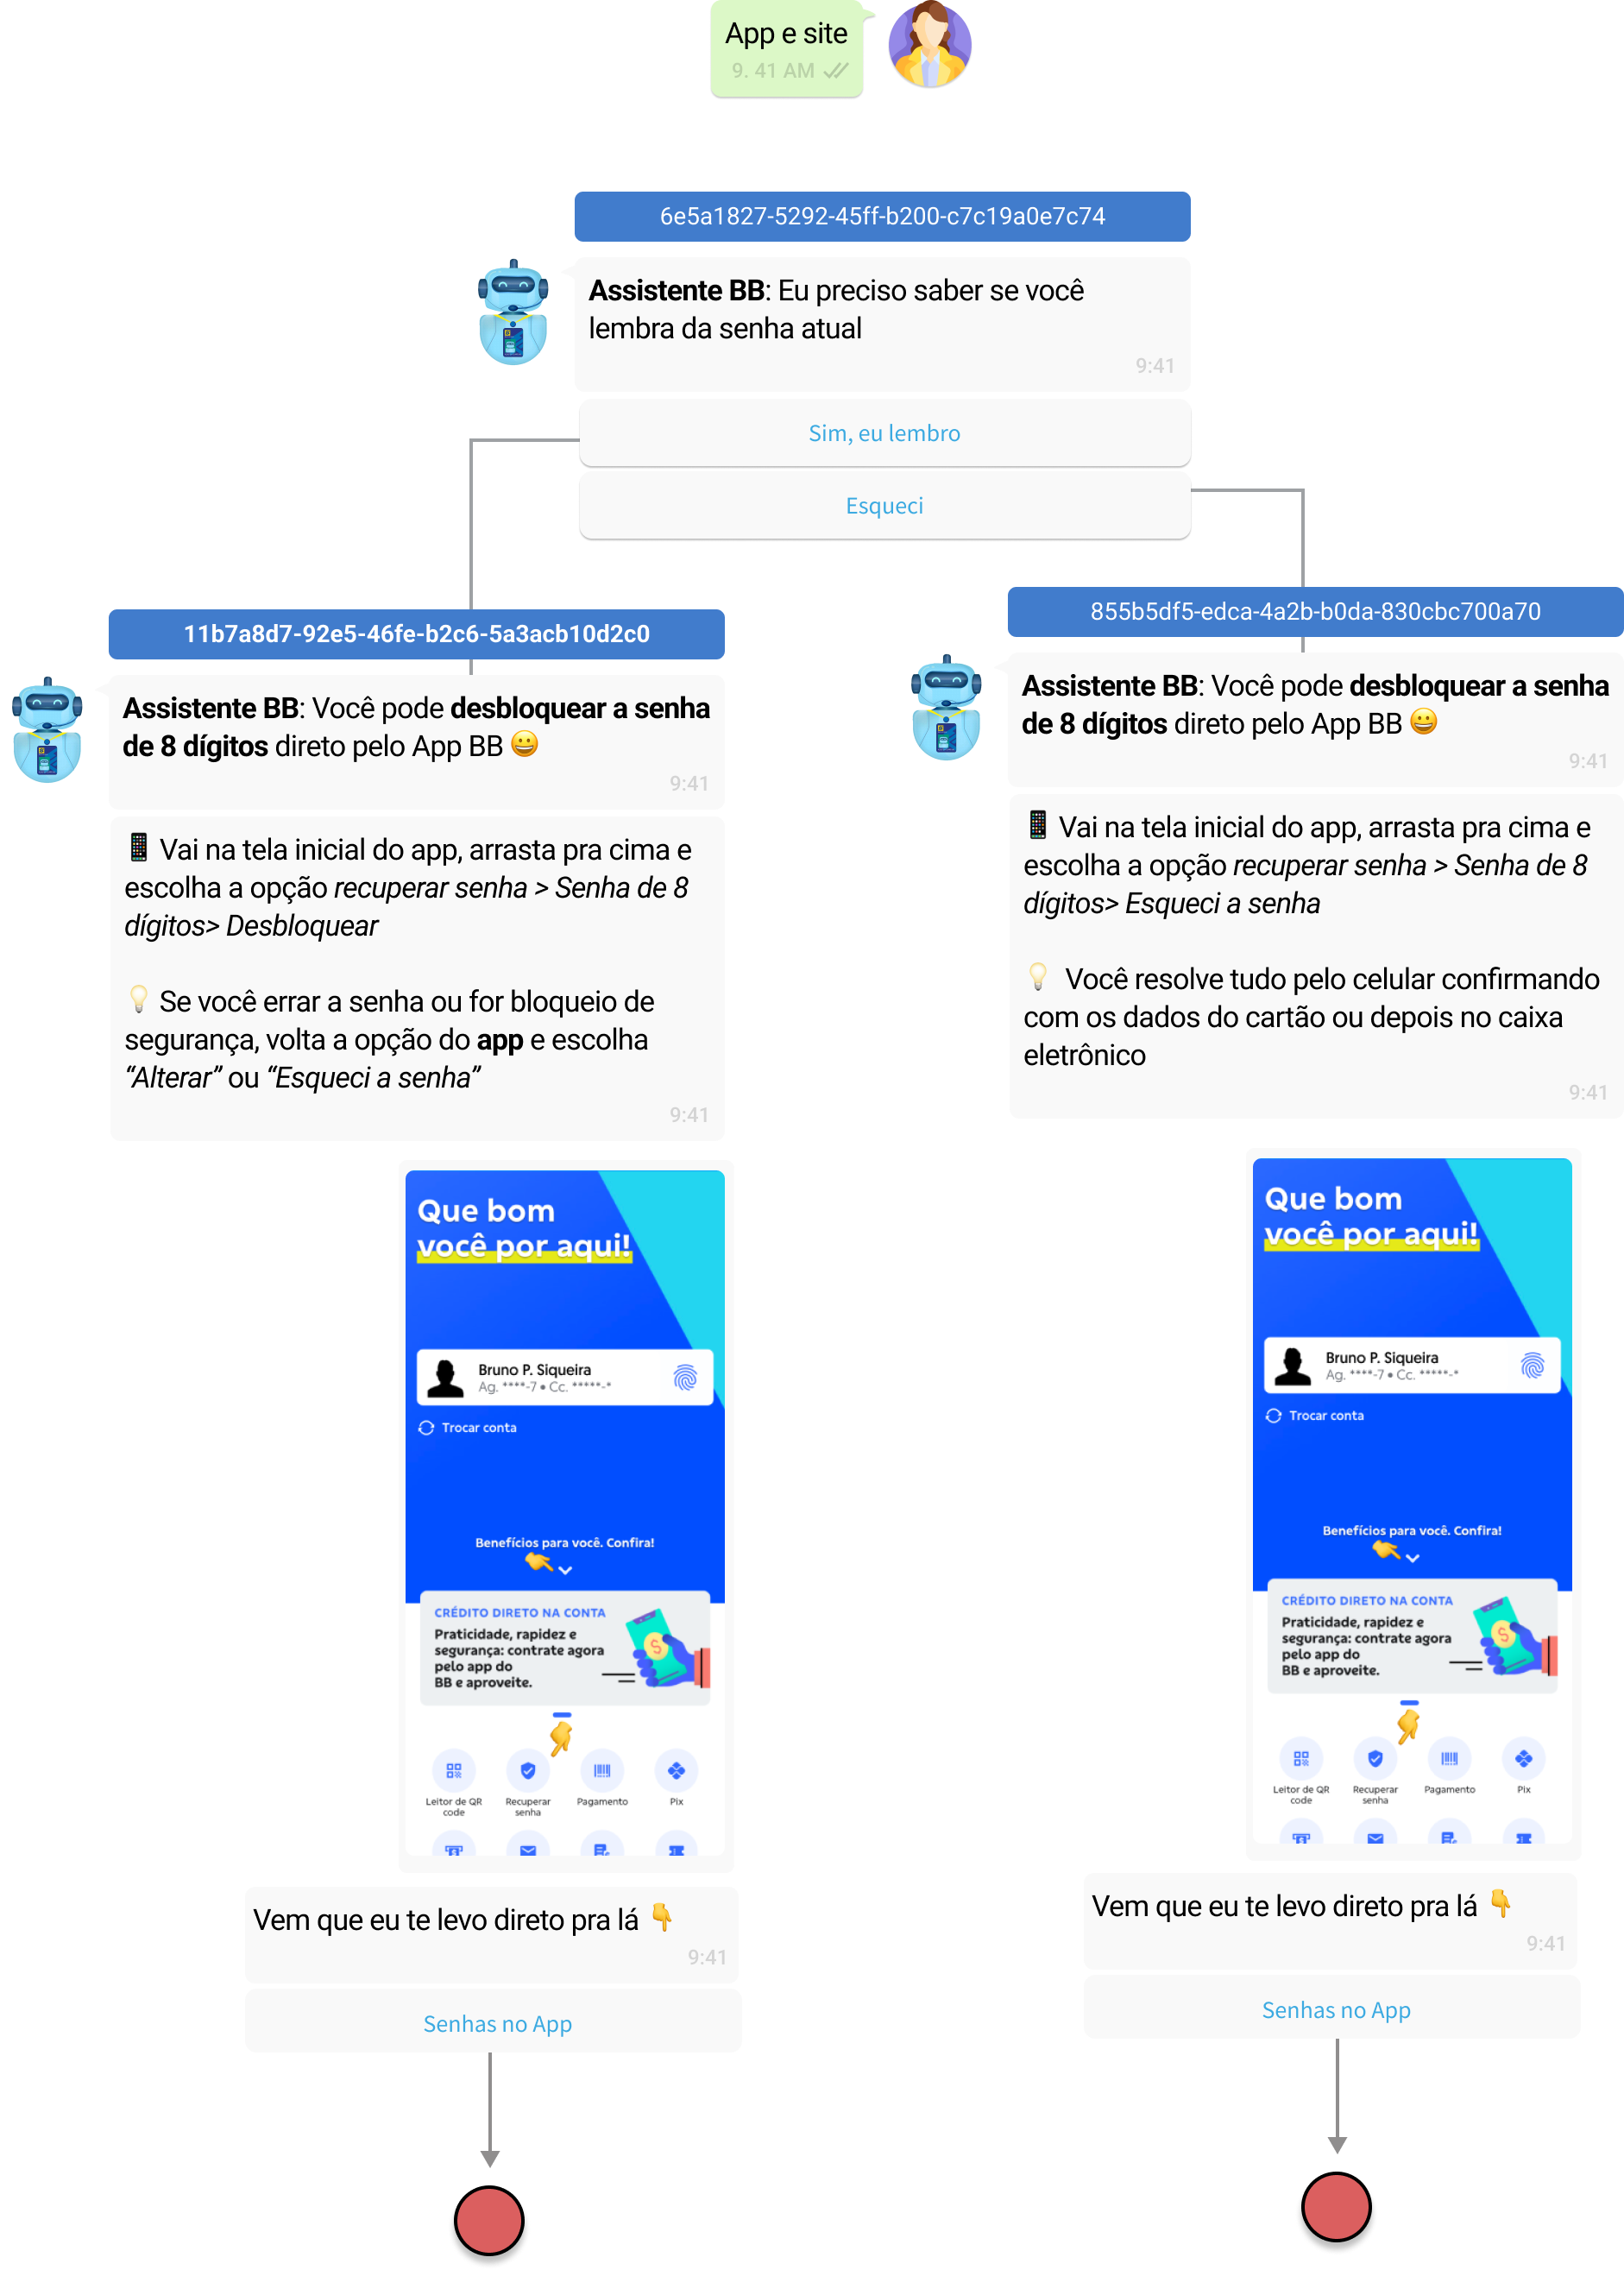 App e site
9. 41 AM
6e5a1827-5292-45ff-b200-c7c19a0e7c74
Assistente BB: Eu preciso saber se você
lembra da senha atual
9:41
Sim, eu lembro
Esqueci
11b7a8d7-92e5-46fe-b2c6-5a3acb10d2c0
Assistente BB: Você pode desbloquear a senha
de 8 dígitos direto pelo App BB 😀
9:41
📱 Vai na tela inicial do app, arrasta pra cima e
escolha a opção recuperar senha > Senha de 8
dígitos> Desbloquear
💡 Se você errar a senha ou for bloqueio de
segurança, volta a opção do app e escolha
“Alterar” ou “Esqueci a senha”
9:41
Que bom
você por aqui!
Bruno P. Siqueira
Ag. ****-7 • Cc. *****-*
Trocar conta
Benefícios para você. Confira!
CRÉDITO DIRETO NA CONTA
Praticidade, rapidez e
segurança: contrate agora
pelo app do
BB e aproveite.
Leitor de QR
code
Recuperar
senha
Pagamento
Pix
Vem que eu te levo direto pra lá 👇
9:41
Senhas no App
855b5df5-edca-4a2b-b0da-830cbc700a70
Assistente BB: Você pode desbloquear a senha
de 8 dígitos direto pelo App BB 😀
9:41
📱 Vai na tela inicial do app, arrasta pra cima e
escolha a opção recuperar senha > Senha de 8
dígitos> Esqueci a senha
💡 Você resolve tudo pelo celular confirmando
com os dados do cartão ou depois no caixa
eletrônico
9:41
Que bom
você por aqui!
Bruno P. Siqueira
Ag. ****-7 • Cc. *****-*
Trocar conta
Benefícios para você. Confira!
CRÉDITO DIRETO NA CONTA
Praticidade, rapidez e
segurança: contrate agora
pelo app do
BB e aproveite.
Leitor de QR
code
Recuperar
senha
Pagamento
Pix
Vem que eu te levo direto pra lá 👇
9:41
Senhas no App